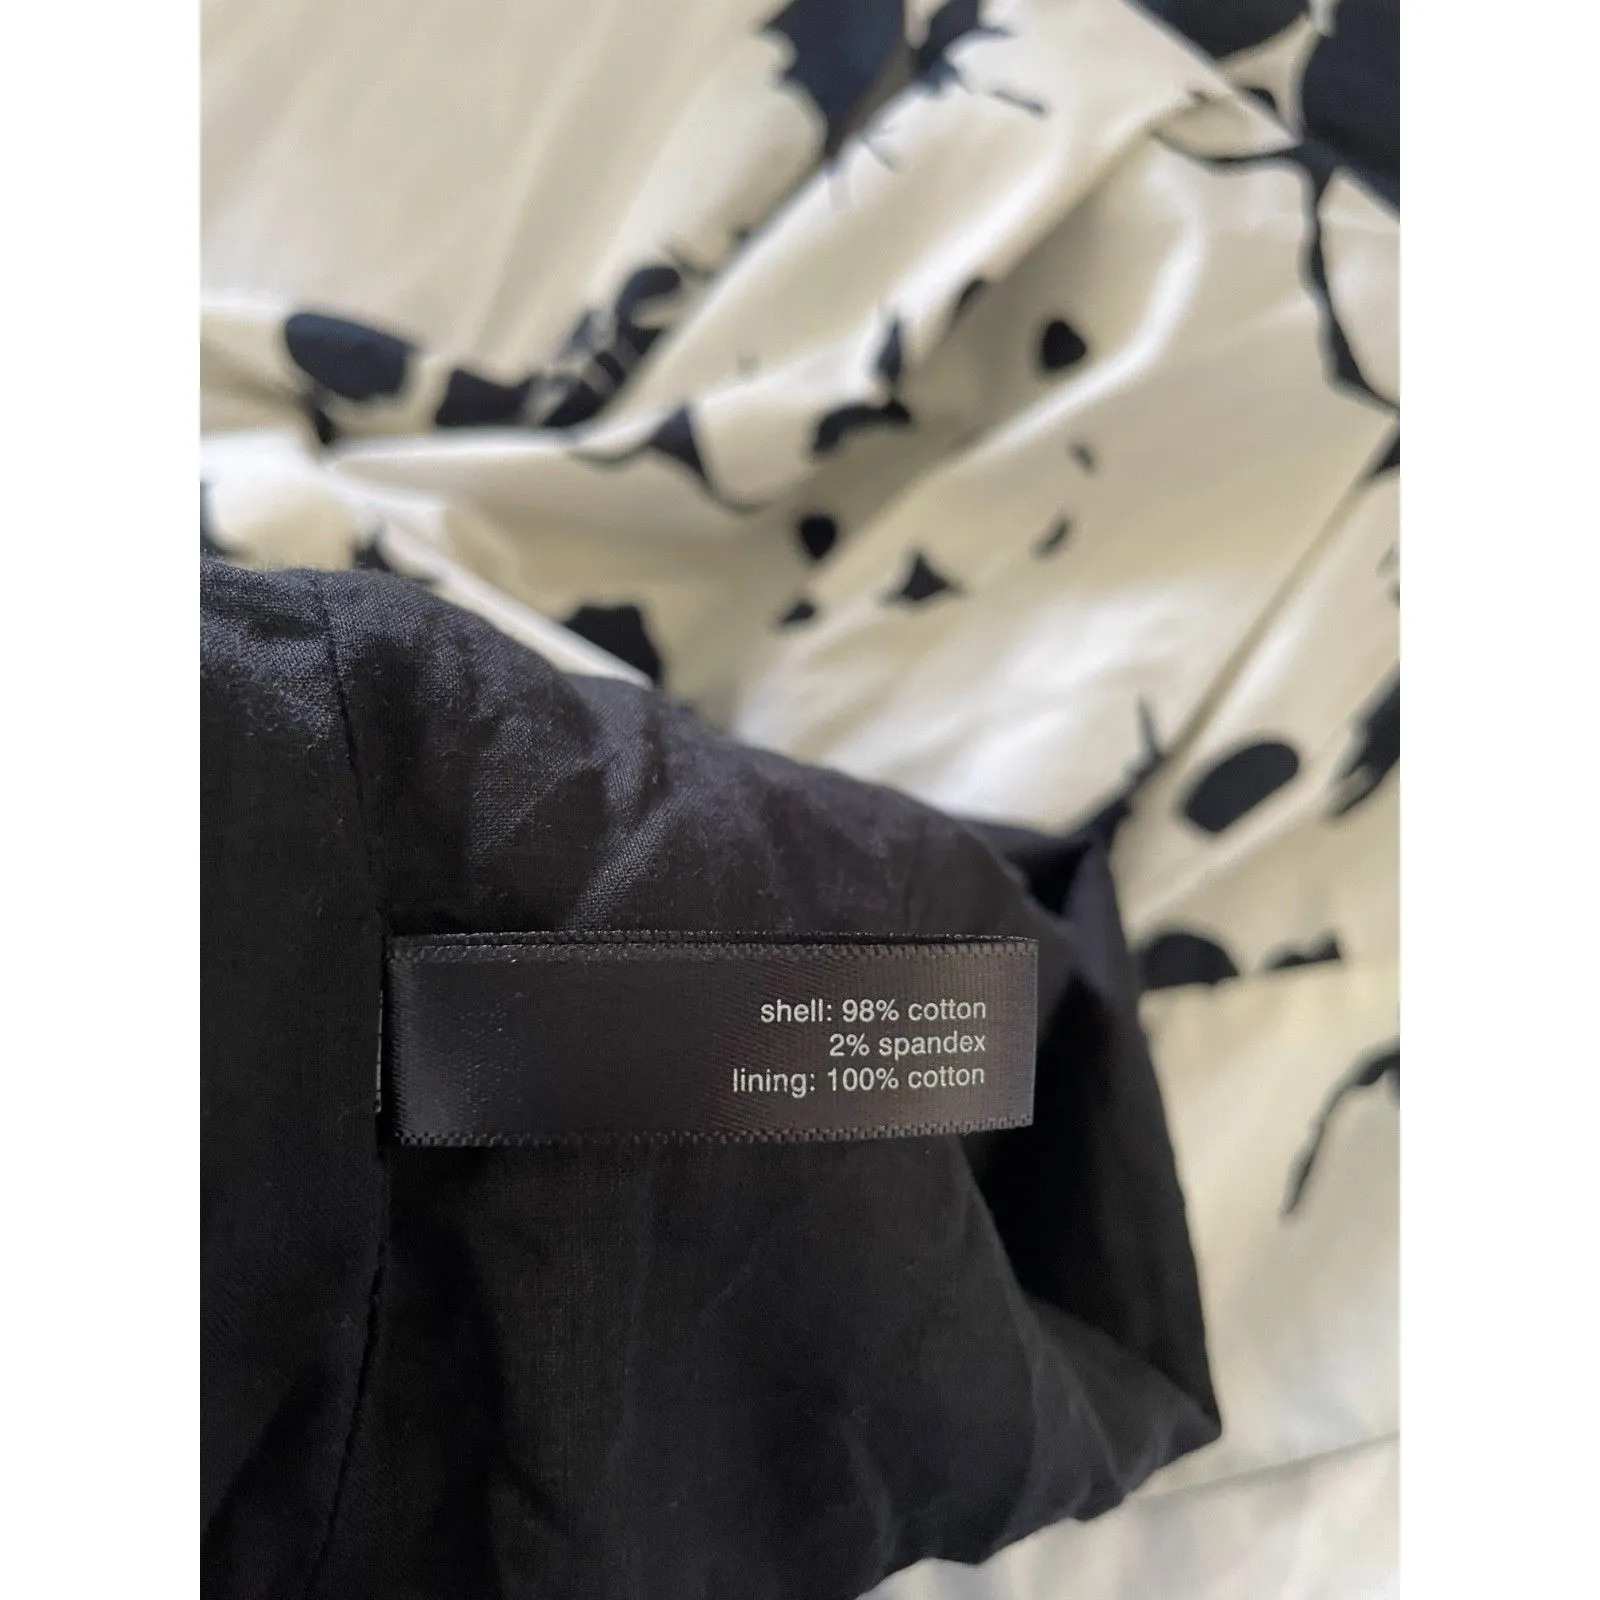 shell: 98% cotton
2% spandex
lining: 100% cotton